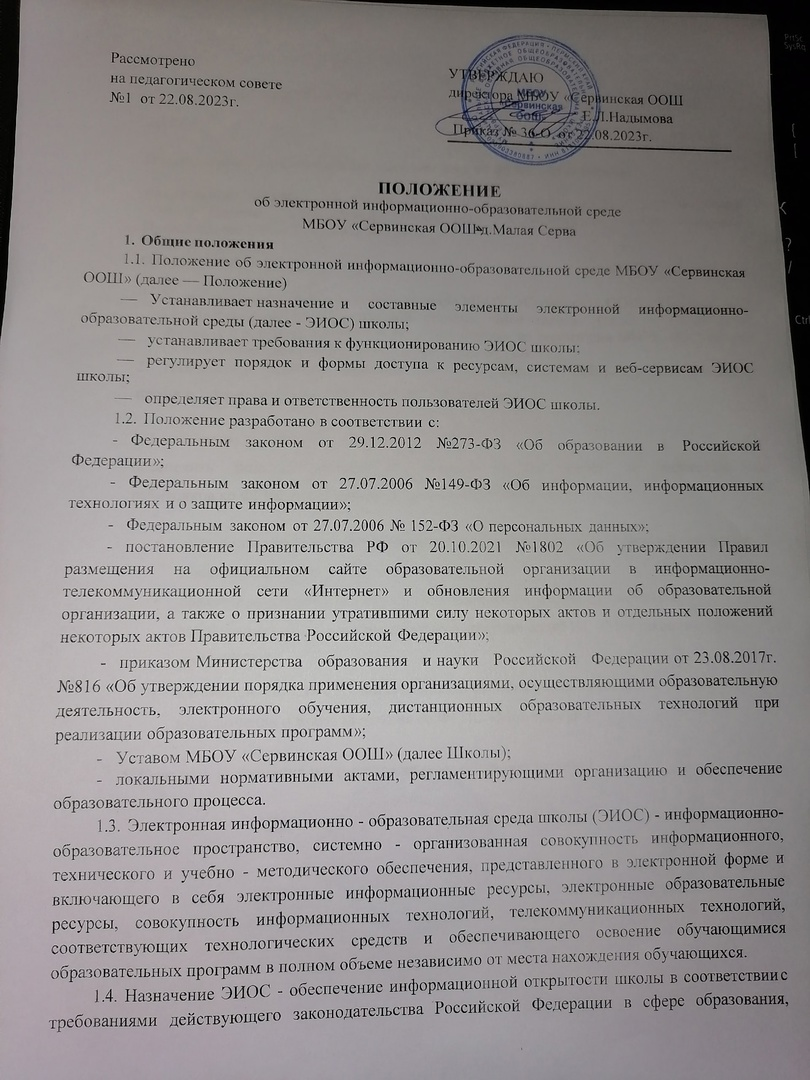 Рассмотрено
на педагогическом совете
№1 от 22.08.2023г.
УТВЕРЖДАЮ
директора МБОУ «Сервинская ООШ
Е.Л.Надымова
Приказ № 36-О от 22.08.2023г.
МБОУ
«Сервинская
ООШ»
ПОЛОЖЕНИЕ
об электронной информационно-образовательной среде
МБОУ «Сервинская ООШ»д.Малая Серва
1. Общие положения
1.1. Положение об электронной информационно-образовательной среде МБОУ «Сервинская
ООШ» (далее — Положение)
— Устанавливает назначение и составные элементы электронной информационно-
образовательной среды (далее - ЭИОС) школы;
— устанавливает требования к функционированию ЭИОС школы;
— регулирует порядок и формы доступа к ресурсам, системам и веб-сервисам ЭИОС
школы;
— определяет права и ответственность пользователей ЭИОС школы.
1.2. Положение разработано в соответствии с:
- Федеральным законом от 29.12.2012 №273-ФЗ «Об образовании в Российской
Федерации»;
- Федеральным законом от 27.07.2006 №149-ФЗ «Об информации, информационных
технологиях и о защите информации»;
- Федеральным законом от 27.07.2006 № 152-ФЗ «О персональных данных»;
- постановление Правительства РФ от 20.10.2021 №1802 «Об утверждении Правил
размещения на официальном сайте образовательной организации в информационно-
телекоммуникационной сети «Интернет» и обновления информации об образовательной
организации, а также о признании утратившими силу некоторых актов и отдельных положений
некоторых актов Правительства Российской Федерации»;
- приказом Министерства образования и науки Российской Федерации от 23.08.2017г.
№816 «Об утверждении порядка применения организациями, осуществляющими образовательную
деятельность, электронного обучения, дистанционных образовательных технологий при
реализации образовательных программ»;
- Уставом МБОУ «Сервинская ООШ» (далее Школы);
- локальными нормативными актами, регламентирующими организацию и обеспечение
образовательного процесса.
1.3. Электронная информационно - образовательная среда школы (ЭИОС) - информационно-
образовательное пространство, системно - организованная совокупность информационного,
технического и учебно - методического обеспечения, представленного в электронной форме и
включающего в себя электронные информационные ресурсы, электронные образовательные
ресурсы, совокупность информационных технологий, телекоммуникационных технологий,
соответствующих технологических средств и обеспечивающего освоение обучающимися
образовательных программ в полном объеме независимо от места нахождения обучающихся.
1.4. Назначение ЭИОС - обеспечение информационной открытости школы в соответствии с
требованиями действующего законодательства Российской Федерации в сфере образования,